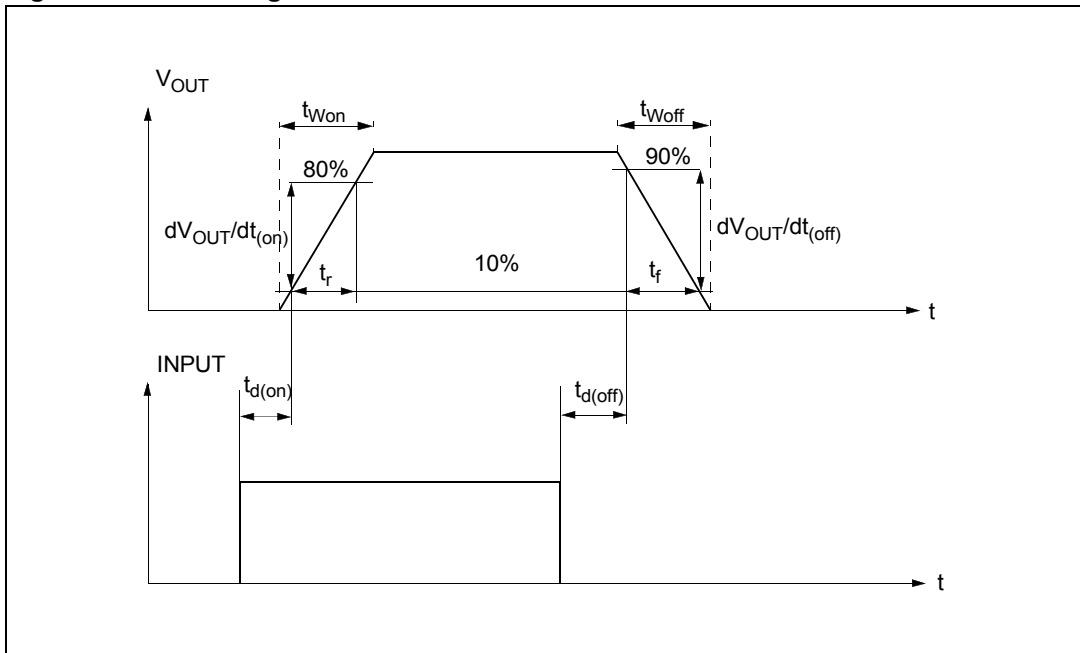 V_OUT
t_Won
t_Woff
80%
90%
dV_OUT/dt_(on)
dV_OUT/dt_(off)
t_r
10%
t_f
t
INPUT
t_d(on)
t_d(off)
t